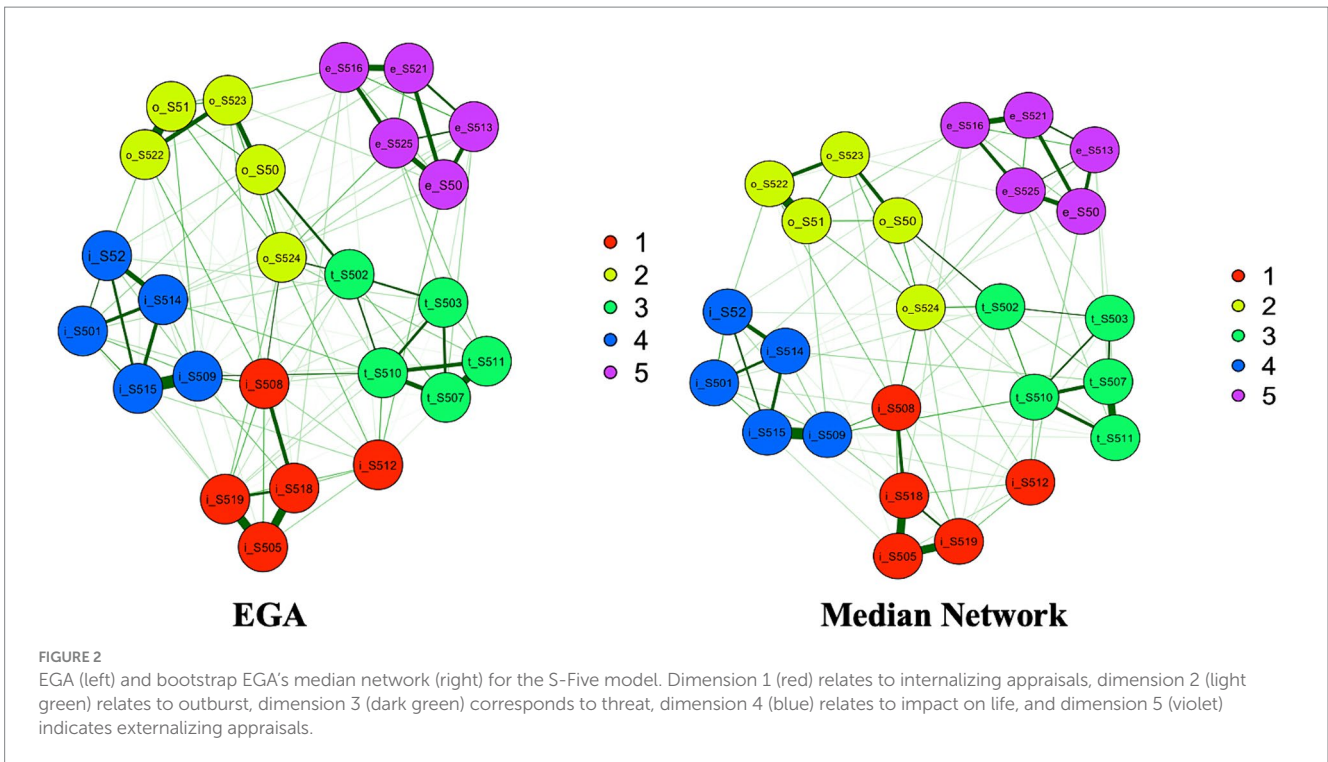 e_S516
e_S521
o_S51
o_S523
e_S513
o_S522
e_S525
o_S50
e_S50
i_S52
o_S524
t_S502
i_S514
t_S503
i_S501
t_S511
i_S515
i_S509
i_S508
t_S510
t_S507
i_S512
i_S519
i_S518
i_S505
1
2
3
4
5
EGA
e_S516
e_S521
o_S523
e_S513
o_S522
e_S525
o_S51
o_S50
e_S50
i_S52
o_S524
t_S502
t_S503
i_S514
i_S501
t_S507
t_S510
i_S515
i_S509
i_S508
t_S511
i_S512
i_S518
i_S519
i_S505
1
2
3
4
5
Median Network
FIGURE 2
EGA (left) and bootstrap EGA's median network (right) for the S-Five model. Dimension 1 (red) relates to internalizing appraisals, dimension 2 (light
green) relates to outburst, dimension 3 (dark green) corresponds to threat, dimension 4 (blue) relates to impact on life, and dimension 5 (violet)
indicates externalizing appraisals.